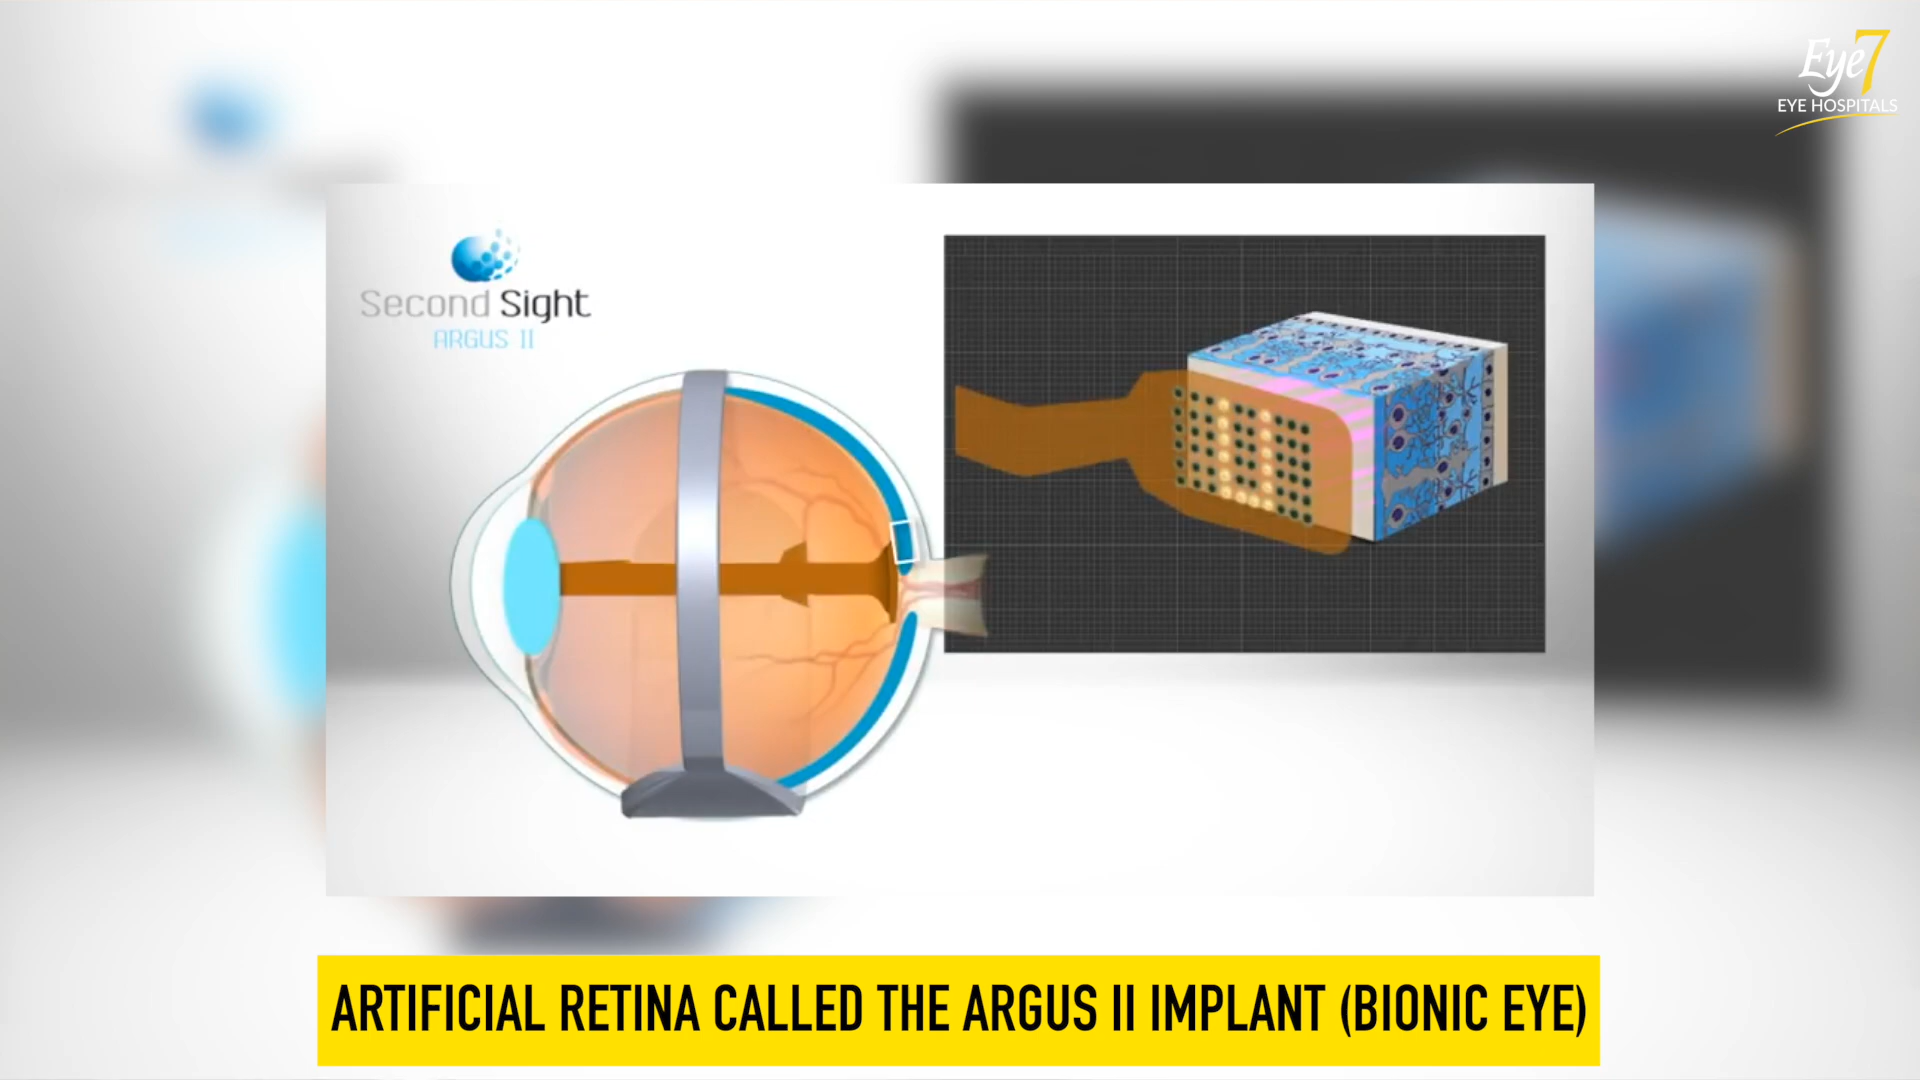 Eye7
EYE HOSPITALS
Second Sight
ARGUS II
ARTIFICIAL RETINA CALLED THE ARGUS II IMPLANT (BIONIC EYE)